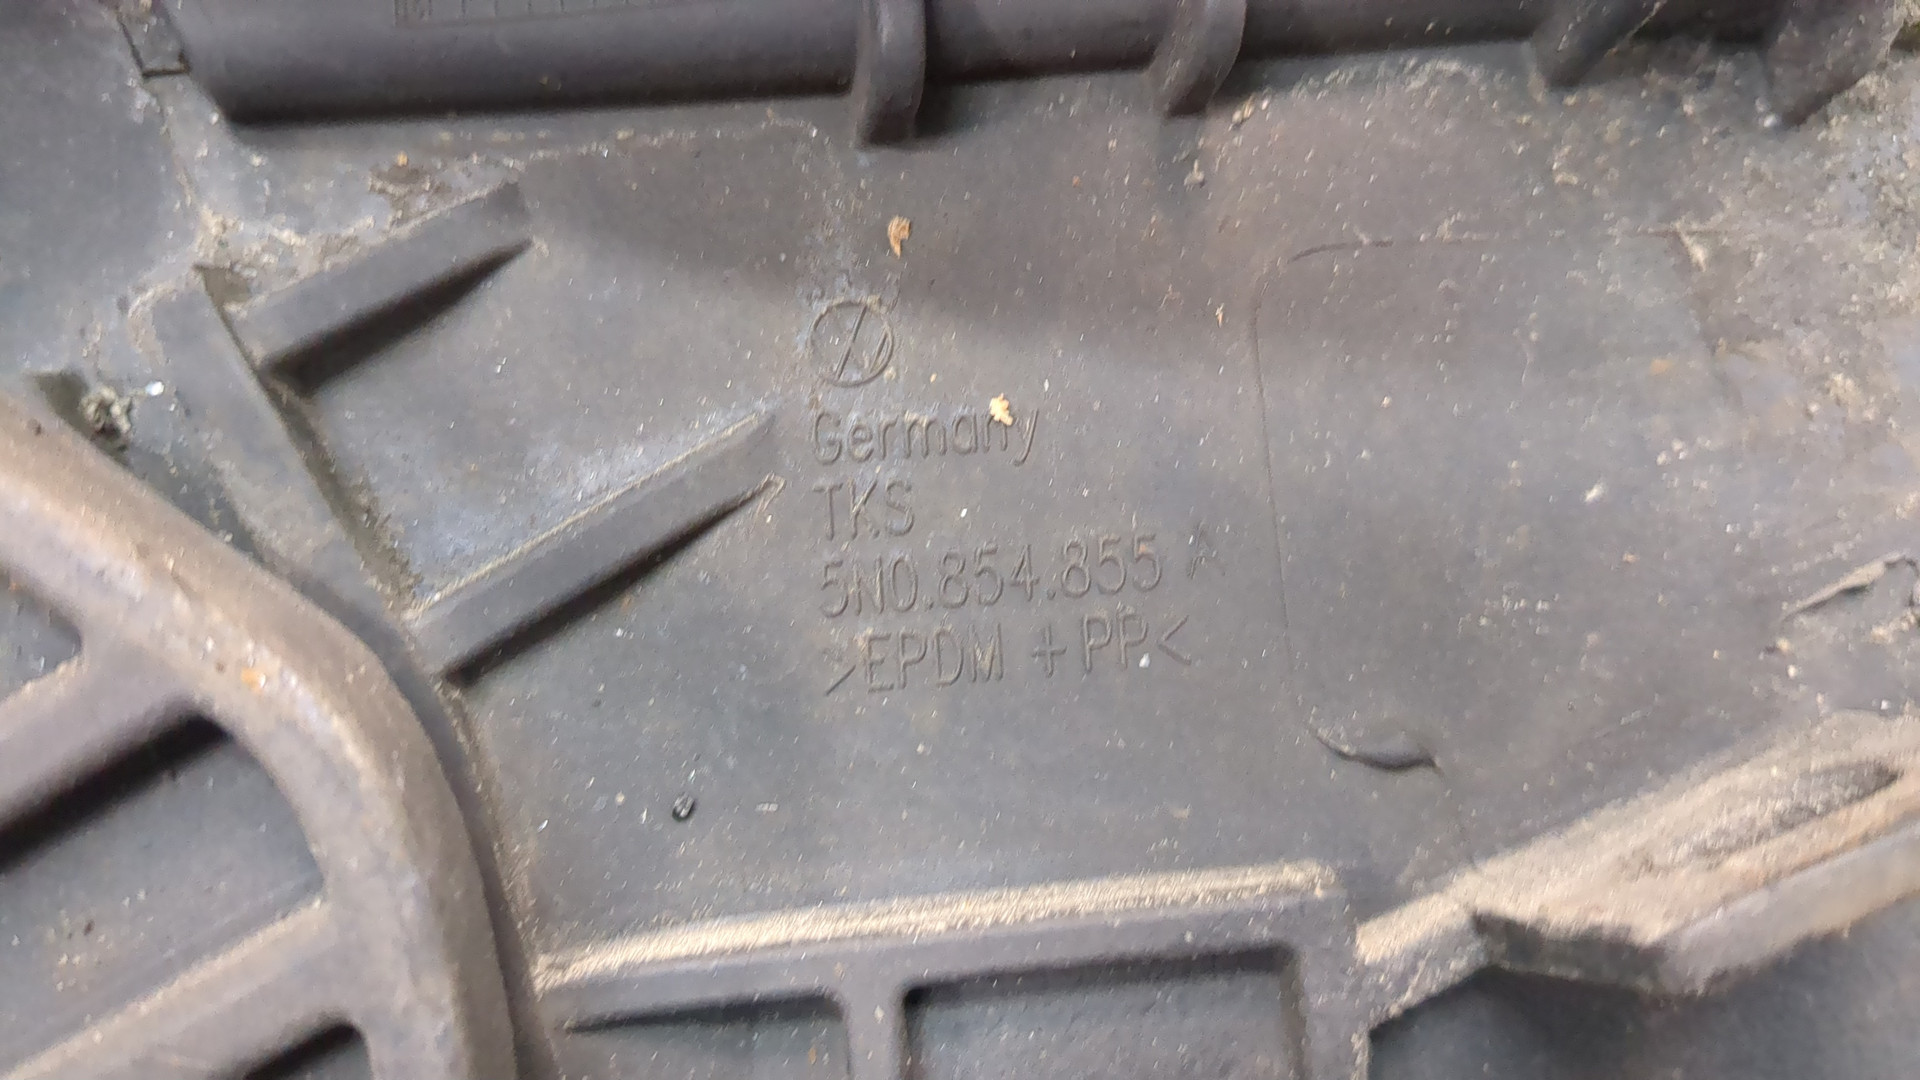 Germany
TKS
5N0.854.855 A
>EPDM + PP<